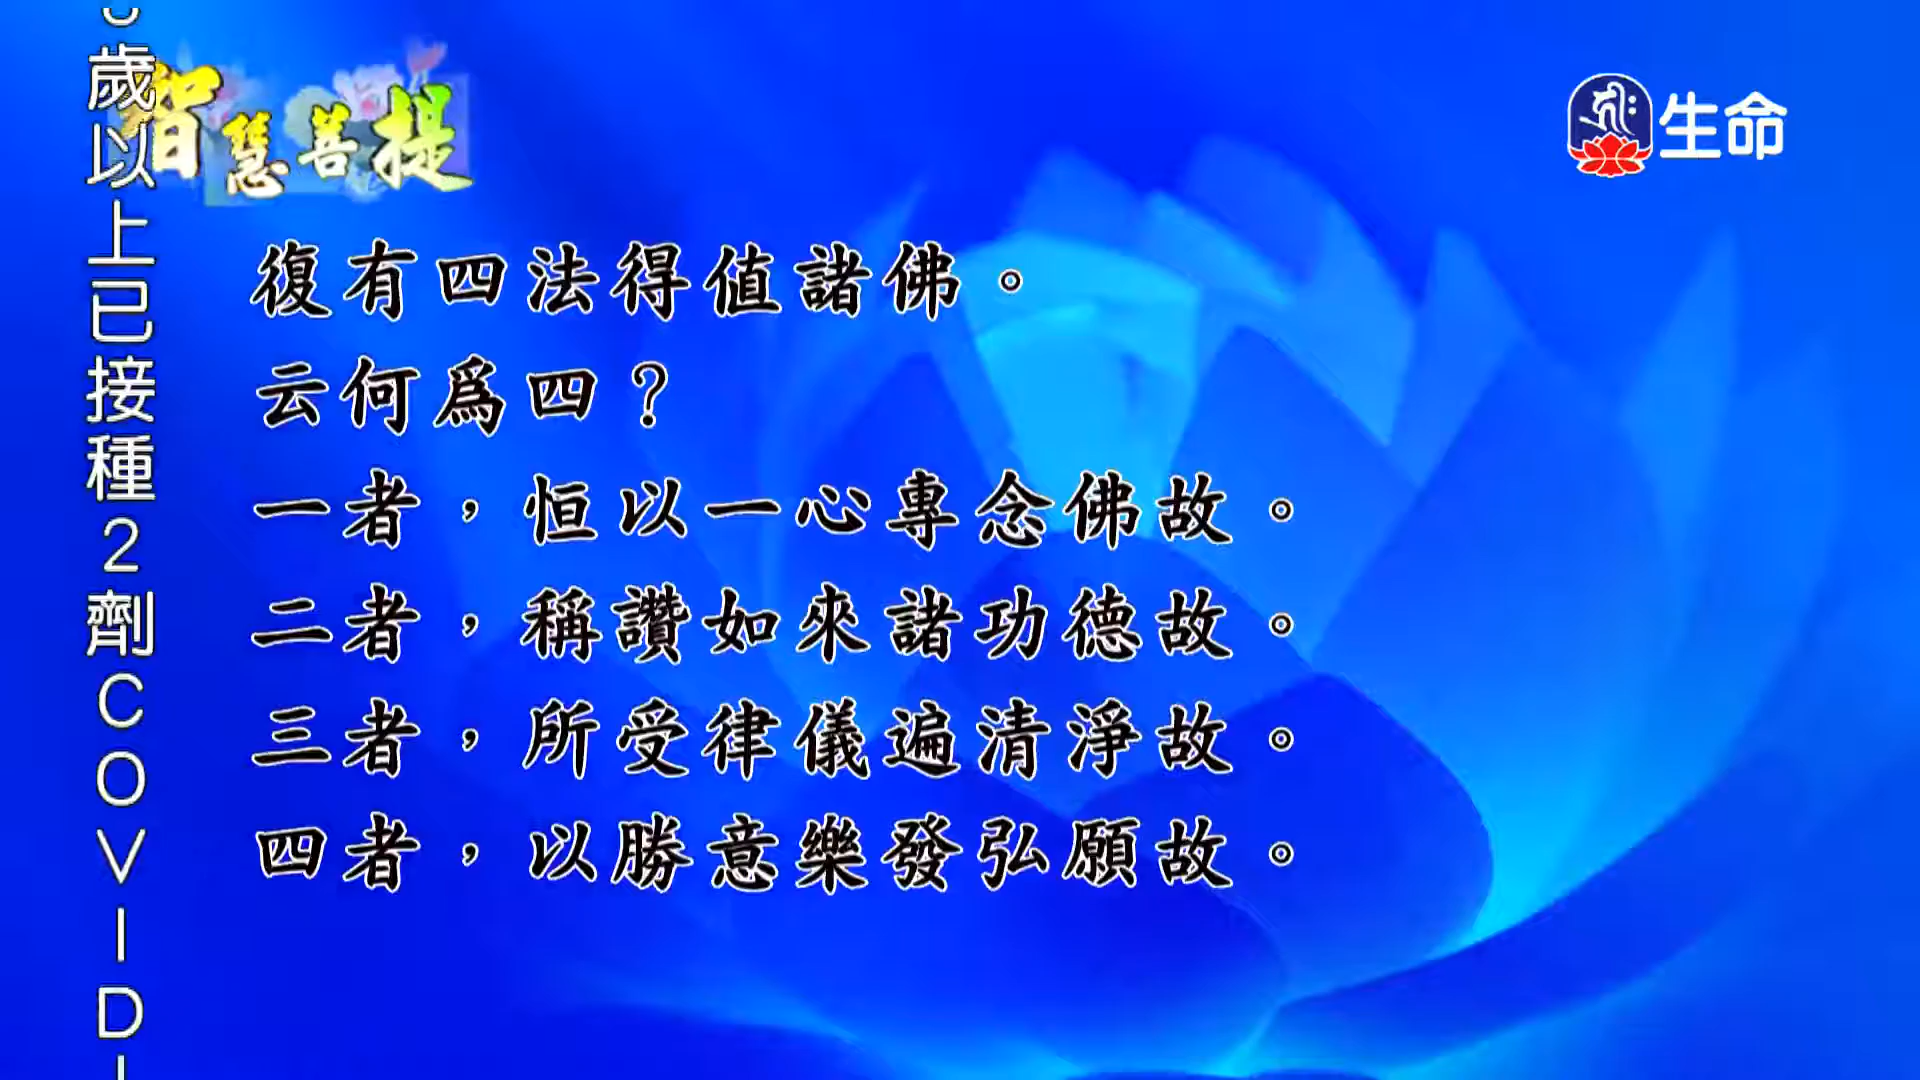 智慧菩提
生命
復有四法得值諸佛。
云何爲四？
一者，恒以一心專念佛故。
二者，稱讚如來諸功德故。
三者，所受律儀遍清淨故。
四者，以勝意樂發弘願故。
歲以上已接種2劑COVID